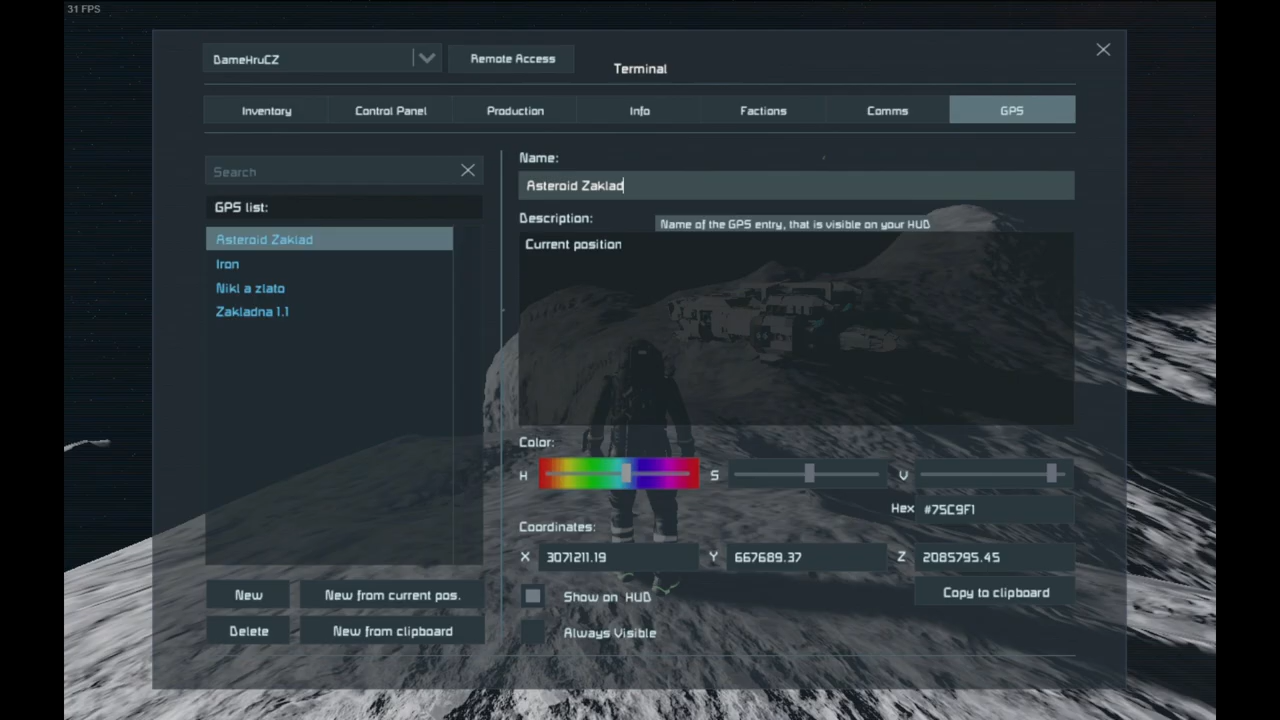 31 FPS
DameHruCZ
Remote Access
Terminal
Inventory
Control Panel
Production
Info
Factions
Comms
GPS
Search
GPS list:
Asteroid Zaklad
Iron
Nikl a zlato
Zakladna 1.1
New
New from current pos.
Delete
New from clipboard
Name:
Asteroid Zaklad
Description:
Name of the GPS entry, that is visible on your HUD
Current position
Color:
H
S
V
Hex #75C9F1
Coordinates:
X 3071211.19 Y 667689.37 Z 2085795.45
Show on HUD
Copy to clipboard
Always Visible